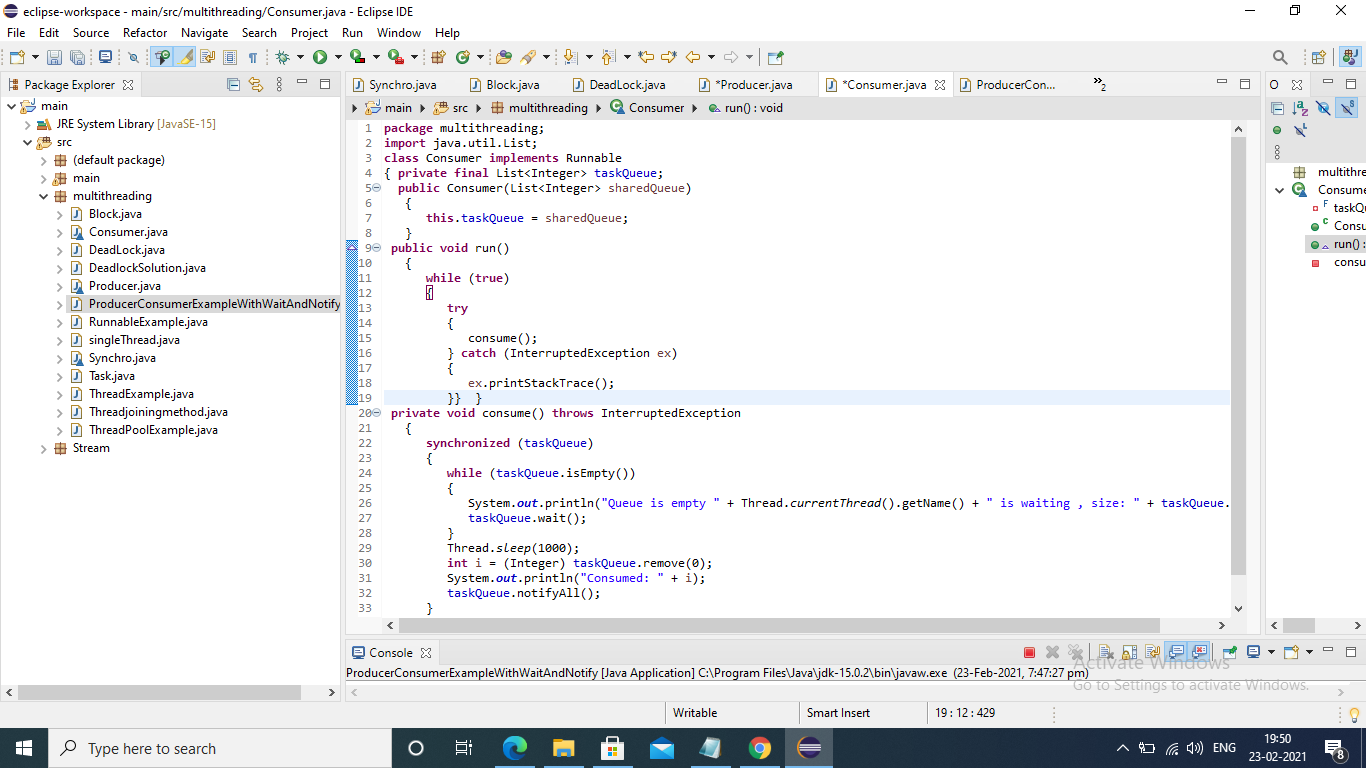 eclipse-workspace - main/src/multithreading/Consumer.java - Eclipse IDE
File Edit Source Refactor Navigate Search Project Run Window Help
Package Explorer
main
JRE System Library [JavaSE-15]
src
(default package)
main
multithreading
Block.java
Consumer.java
DeadLock.java
DeadlockSolution.java
Producer.java
ProducerConsumerExampleWithWaitAndNotify
RunnableExample.java
singleThread.java
Synchro.java
Task.java
ThreadExample.java
Threadjoiningmethod.java
ThreadPoolExample.java
Stream
Synchro.java Block.java DeadLock.java *Producer.java *Consumer.java ProducerCon... »2
main src multithreading Consumer run() : void
1 package multithreading;
2 import java.util.List;
3 class Consumer implements Runnable
4 { private final List<Integer> taskQueue;
5 public Consumer(List<Integer> sharedQueue)
6 {
7 this.taskQueue = sharedQueue;
8 }
9 public void run()
10 {
11 while (true)
12 {
13 try
14 {
15 consume();
16 } catch (InterruptedException ex)
17 {
18 ex.printStackTrace();
19 }} }
20 private void consume() throws InterruptedException
21 {
22 synchronized (taskQueue)
23 {
24 while (taskQueue.isEmpty())
25 {
26 System.out.println("Queue is empty " + Thread.currentThread().getName() + " is waiting , size: " + taskQueue.
27 taskQueue.wait();
28 }
29 Thread.sleep(1000);
30 int i = (Integer) taskQueue.remove(0);
31 System.out.println("Consumed: " + i);
32 taskQueue.notifyAll();
33 }
O
multithre
Consume
taskQu
Consu
run() :
consu
Console
ProducerConsumerExampleWithWaitAndNotify [Java Application] C:\Program Files\Java\jdk-15.0.2\bin\javaw.exe (23-Feb-2021, 7:47:27 pm)
Activate Windows
Go to Settings to activate Windows.
Writable Smart Insert 19 : 12 : 429
Type here to search
ENG
19:50
23-02-2021
8